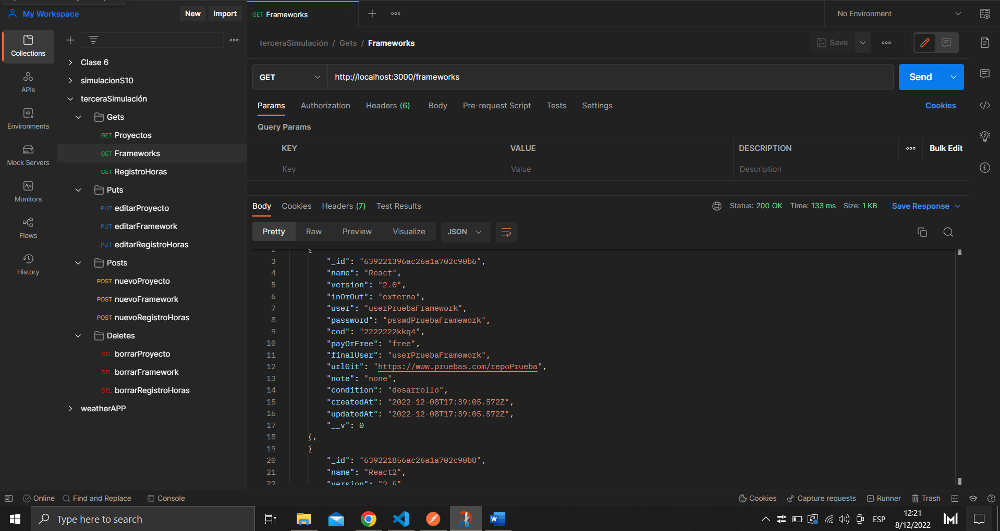 My Workspace
New
Import
GET Frameworks
No Environment
Collections
APIs
Environments
Mock Servers
Monitors
Flows
History
Clase 6
simulacionS10
terceraSimulación
Gets
GET Proyectos
GET Frameworks
GET RegistroHoras
Puts
PUT editarProyecto
PUT editarFramework
PUT editarRegistroHoras
Posts
POST nuevoProyecto
POST nuevoFramework
POST nuevoRegistroHoras
Deletes
DEL borrarProyecto
DEL borrarFramework
DEL borrarRegistroHoras
weatherAPP
terceraSimulación / Gets / Frameworks
Save
GET
http://localhost:3000/frameworks
Send
Params Authorization Headers (6) Body Pre-request Script Tests Settings Cookies
Query Params
KEY VALUE DESCRIPTION Bulk Edit
Key Value Description
Body Cookies Headers (7) Test Results
Status: 200 OK Time: 133 ms Size: 1 KB Save Response
Pretty Raw Preview Visualize JSON
2 {
3 "_id": "639221396ac26a1a702c90b6",
4 "name": "React",
5 "version": "2.0",
6 "inOrOut": "externa",
7 "user": "userPruebaFramework",
8 "password": "psswdPruebaFramework",
9 "cod": "2222222kkq4",
10 "payOrFree": "free",
11 "finalUser": "userPruebaFramework",
12 "urlGit": "https://www.pruebas.com/repoPrueba",
13 "note": "none",
14 "condition": "desarrollo",
15 "createdAt": "2022-12-08T17:39:05.572Z",
16 "updatedAt": "2022-12-08T17:39:05.572Z",
17 "__v": 0
18 },
19 {
20 "_id": "639221856ac26a1a702c90b8",
21 "name": "React2",
22 "version": "2.5"
Online Find and Replace Console
Cookies Capture requests Runner Trash
Type here to search
ESP
12:21
8/12/2022